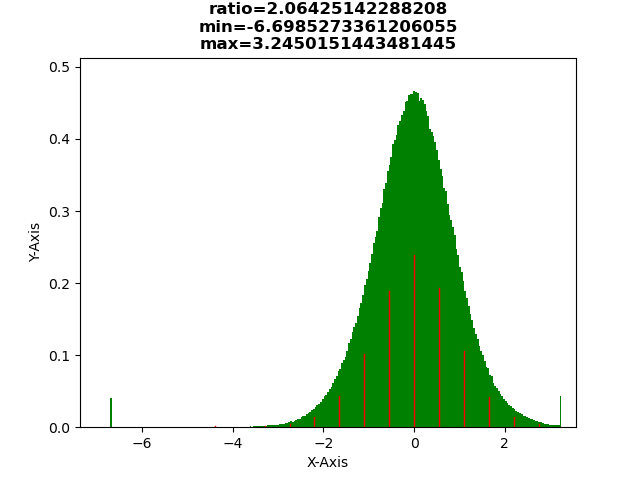 ratio=2.06425142288208
min=-6.6985273361206055
max=3.2450151443481445
0.5
0.4
0.3
0.2
0.1
0.0
Y-Axis
−6 −4 −2 0 2
X-Axis